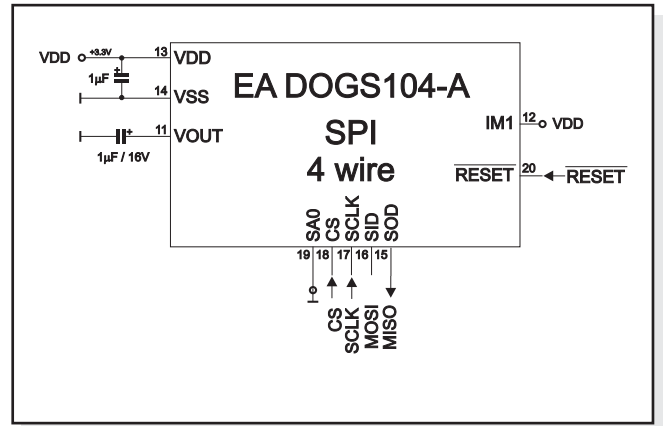 VDD +3.3V 13 VDD
1µF
14 VSS
11 VOUT
1µF / 16V
EA DOGS104-A
SPI
4 wire
IM1 12 VDD
RESET 20 RESET
SA0 CS SCLK SID SOD
19 18 17 16 15
CS SCLK MOSI MISO